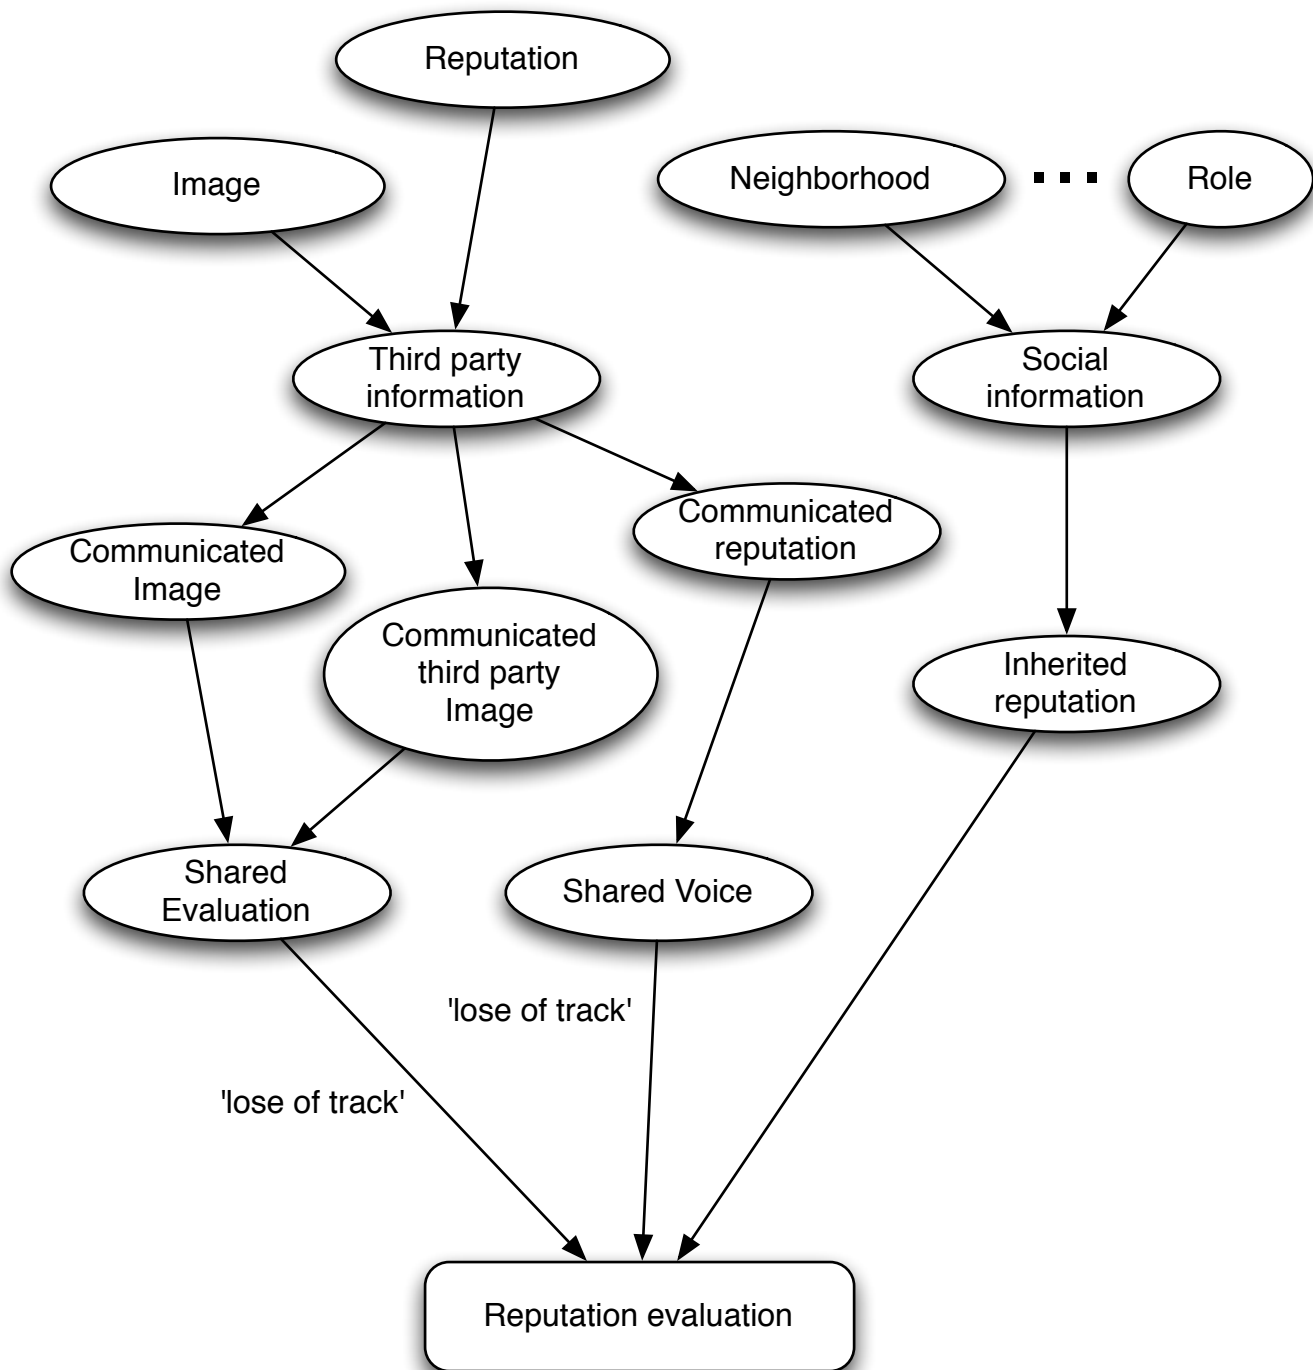 Reputation
Image
Neighborhood
Role
Third party
information
Social
information
Communicated
reputation
Communicated
Image
Communicated
third party
Image
Inherited
reputation
Shared
Evaluation
Shared Voice
'lose of track'
'lose of track'
Reputation evaluation